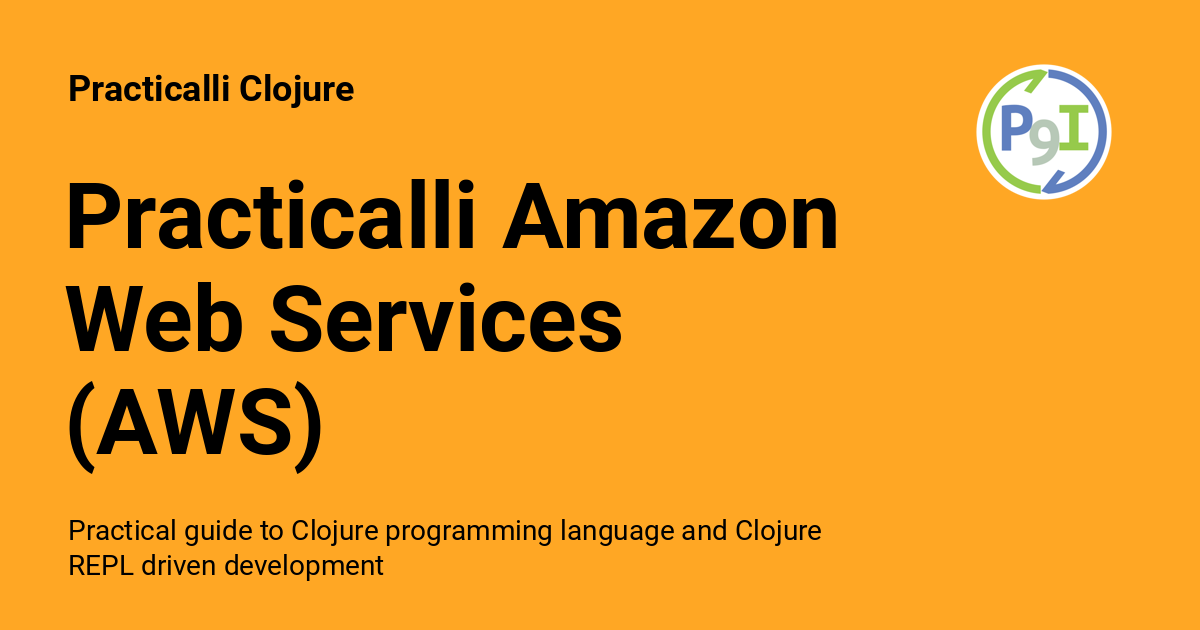 Practicalli Clojure
P9I
Practicalli Amazon
Web Services
(AWS)
Practical guide to Clojure programming language and Clojure
REPL driven development